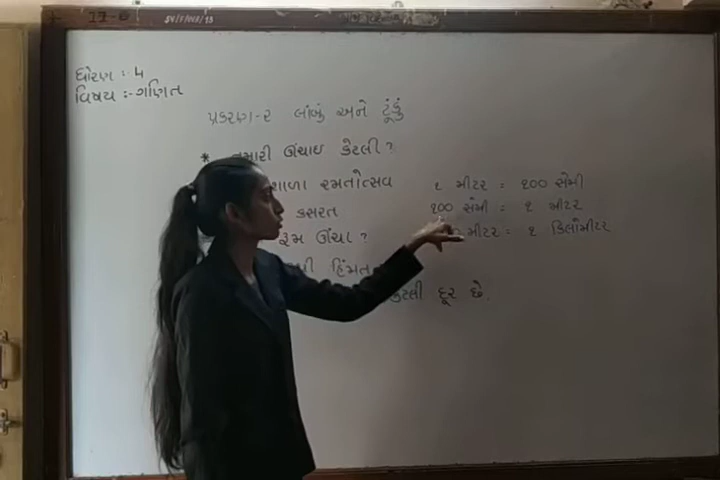 ધોરણ : ૫
વિષય :- ગણિત
પ્રકરણ-૨ લાંબું અને ટૂંકું
* તમારી ઊંચાઇ કેટલી ?
શાળા રમતોત્સવ
કસરત
રૂમ ઊંચા ?
હિંમત
કેટલી દૂર છે.
૧ મીટર = ૧૦૦ સેમી
૧૦૦ સેમી = ૧ મીટર
મીટર = ૧ કિલોમીટર